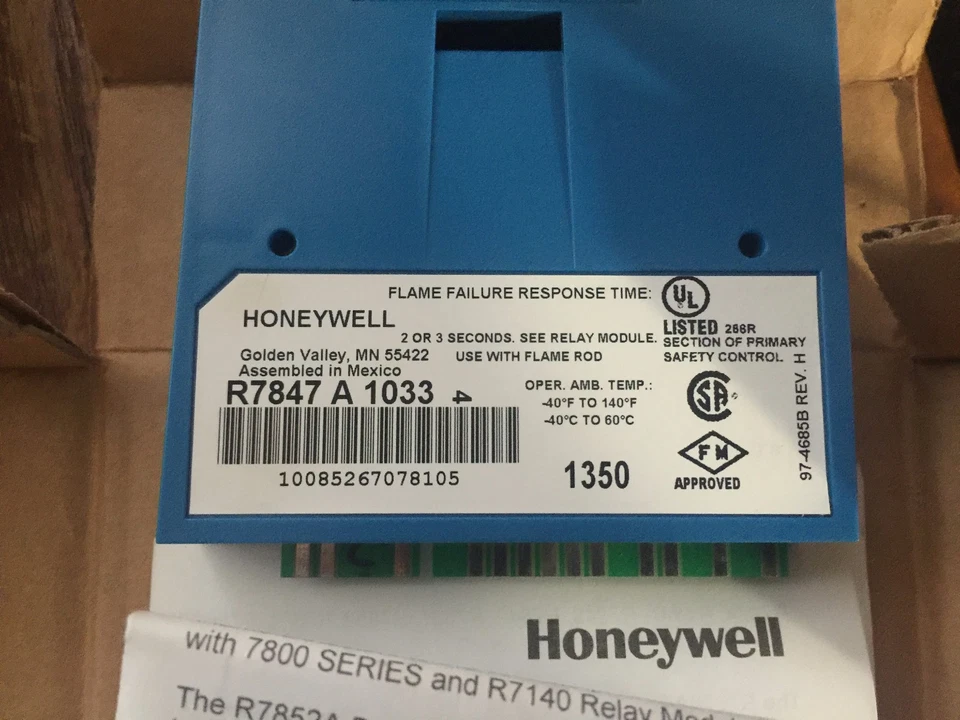 FLAME FAILURE RESPONSE TIME:
HONEYWELL
2 OR 3 SECONDS. SEE RELAY MODULE.
Golden Valley, MN 55422 USE WITH FLAME ROD
Assembled in Mexico
R7847 A 1033 4
OPER. AMB. TEMP.:
-40°F TO 140°F
-40°C TO 60°C
10085267078105
1350
UL
LISTED 266R
SECTION OF PRIMARY
SAFETY CONTROL
SA
FM
APPROVED
97-4685B REV. H
Honeywell
with 7800 SERIES and R7140 Relay
The R7852A